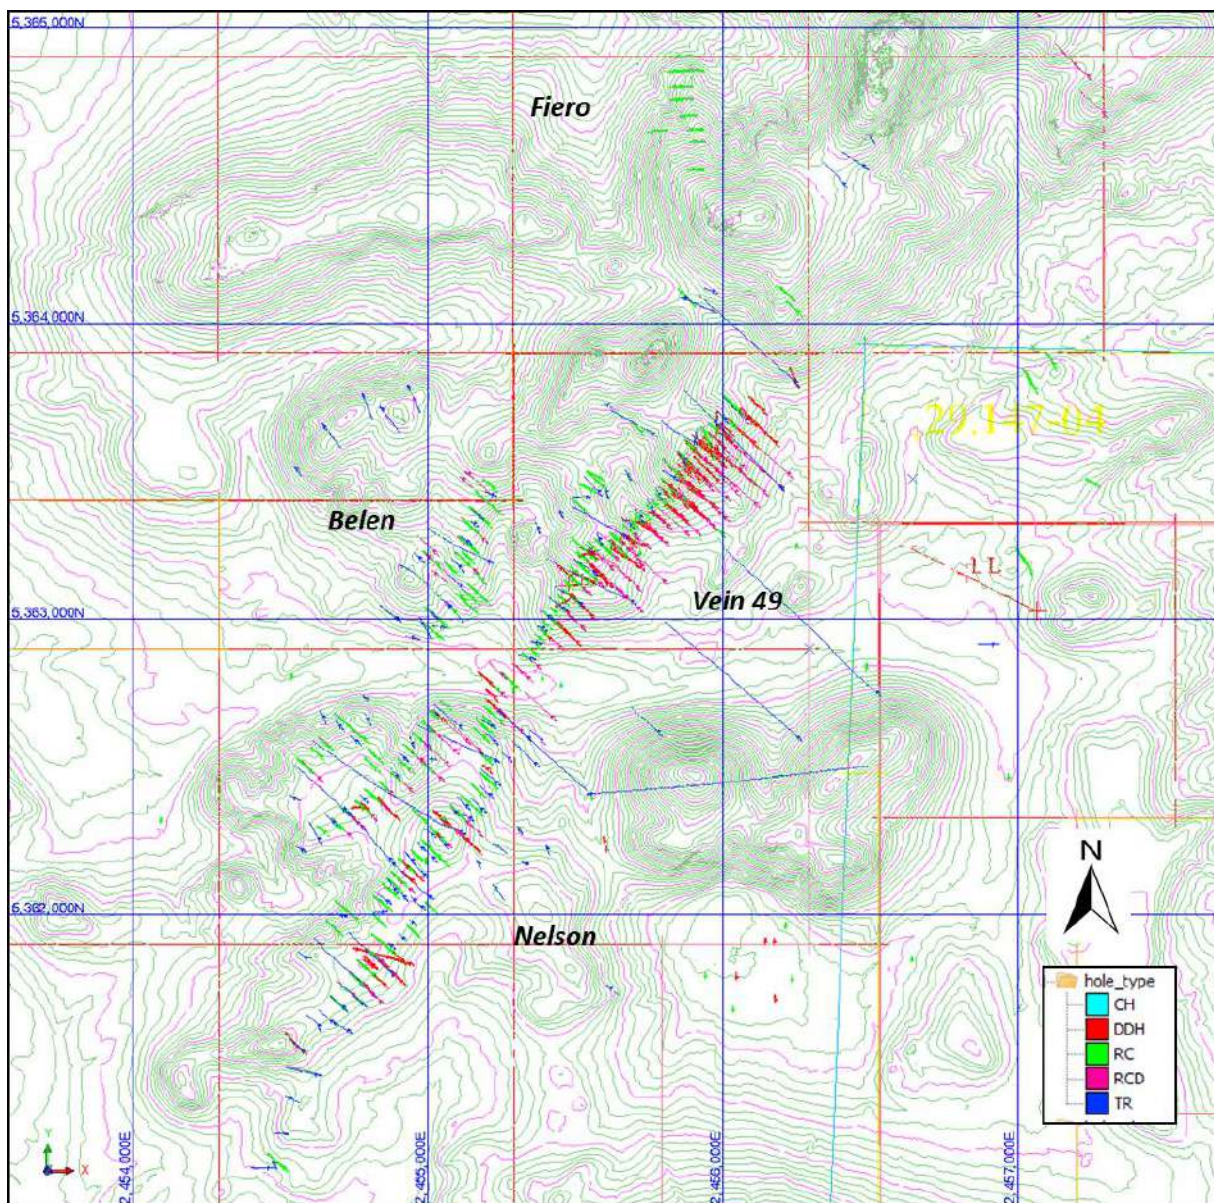 5,365,000N
Fiero
5,364,000N
29.147-04
Belen
LL
Vein 49
5,363,000N
5,362,000N
Nelson
N
hole_type
CH
DDH
RC
RCD
TR
Y
X
2,454,000E
2,455,000E
2,456,000E
2,457,000E